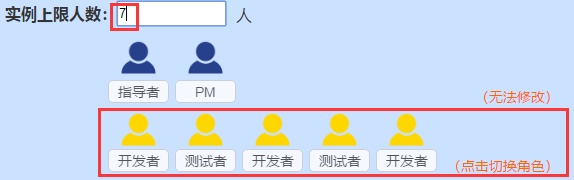 实例上限人数： 7 人
指导者 PM （无法修改）
开发者 测试者 开发者 测试者 开发者 （点击切换角色）